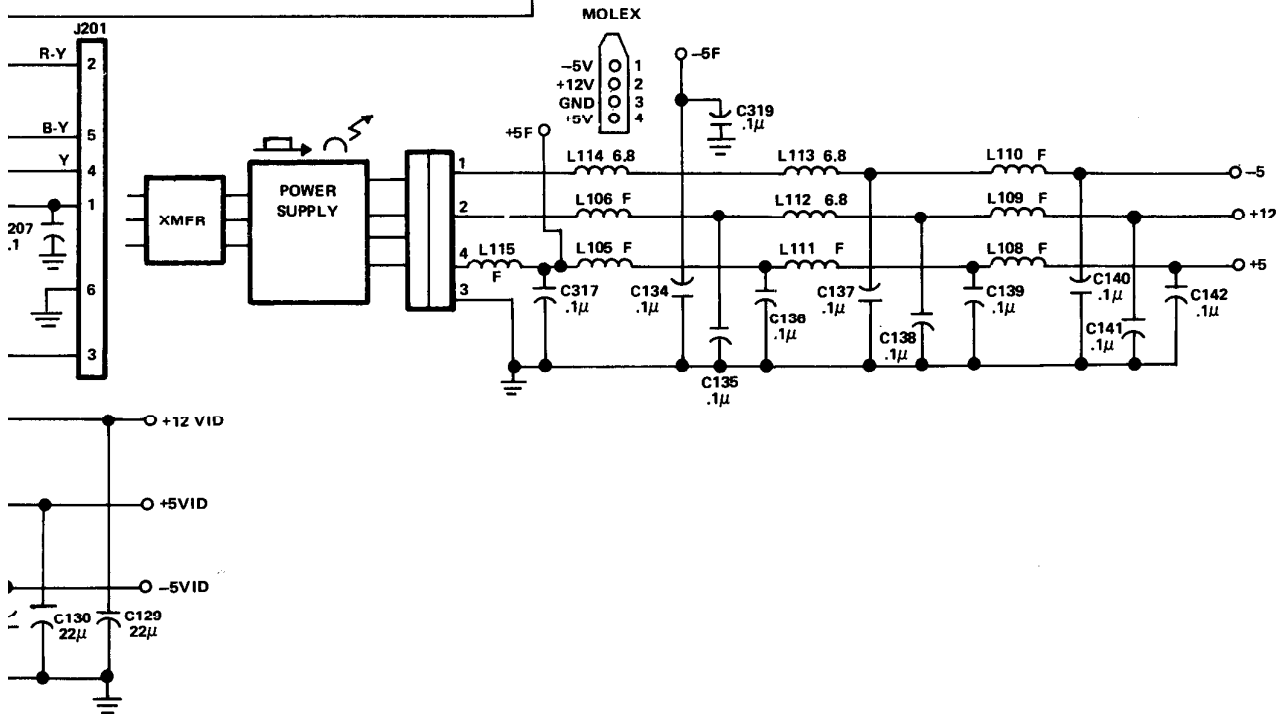 MOLEX
J201
R-Y
2
B-Y
5
Y
4
1
207
.1
6
3
–5V 1
+12V 2
GND 3
+5V 4
–5F
C319
.1μ
+5F
XMFR
POWER
SUPPLY
1
2
4
3
L114 6.8
L113 6.8
L110 F
–5
L106 F
L112 6.8
L109 F
+12
L115
F
L105 F
L111 F
L108 F
+5
C317
.1μ
C134
.1μ
C135
.1μ
C136
.1μ
C137
.1μ
C138
.1μ
C139
.1μ
C140
.1μ
C141
.1μ
C142
.1μ
+12 VID
+5VID
–5VID
C130
22μ
C129
22μ